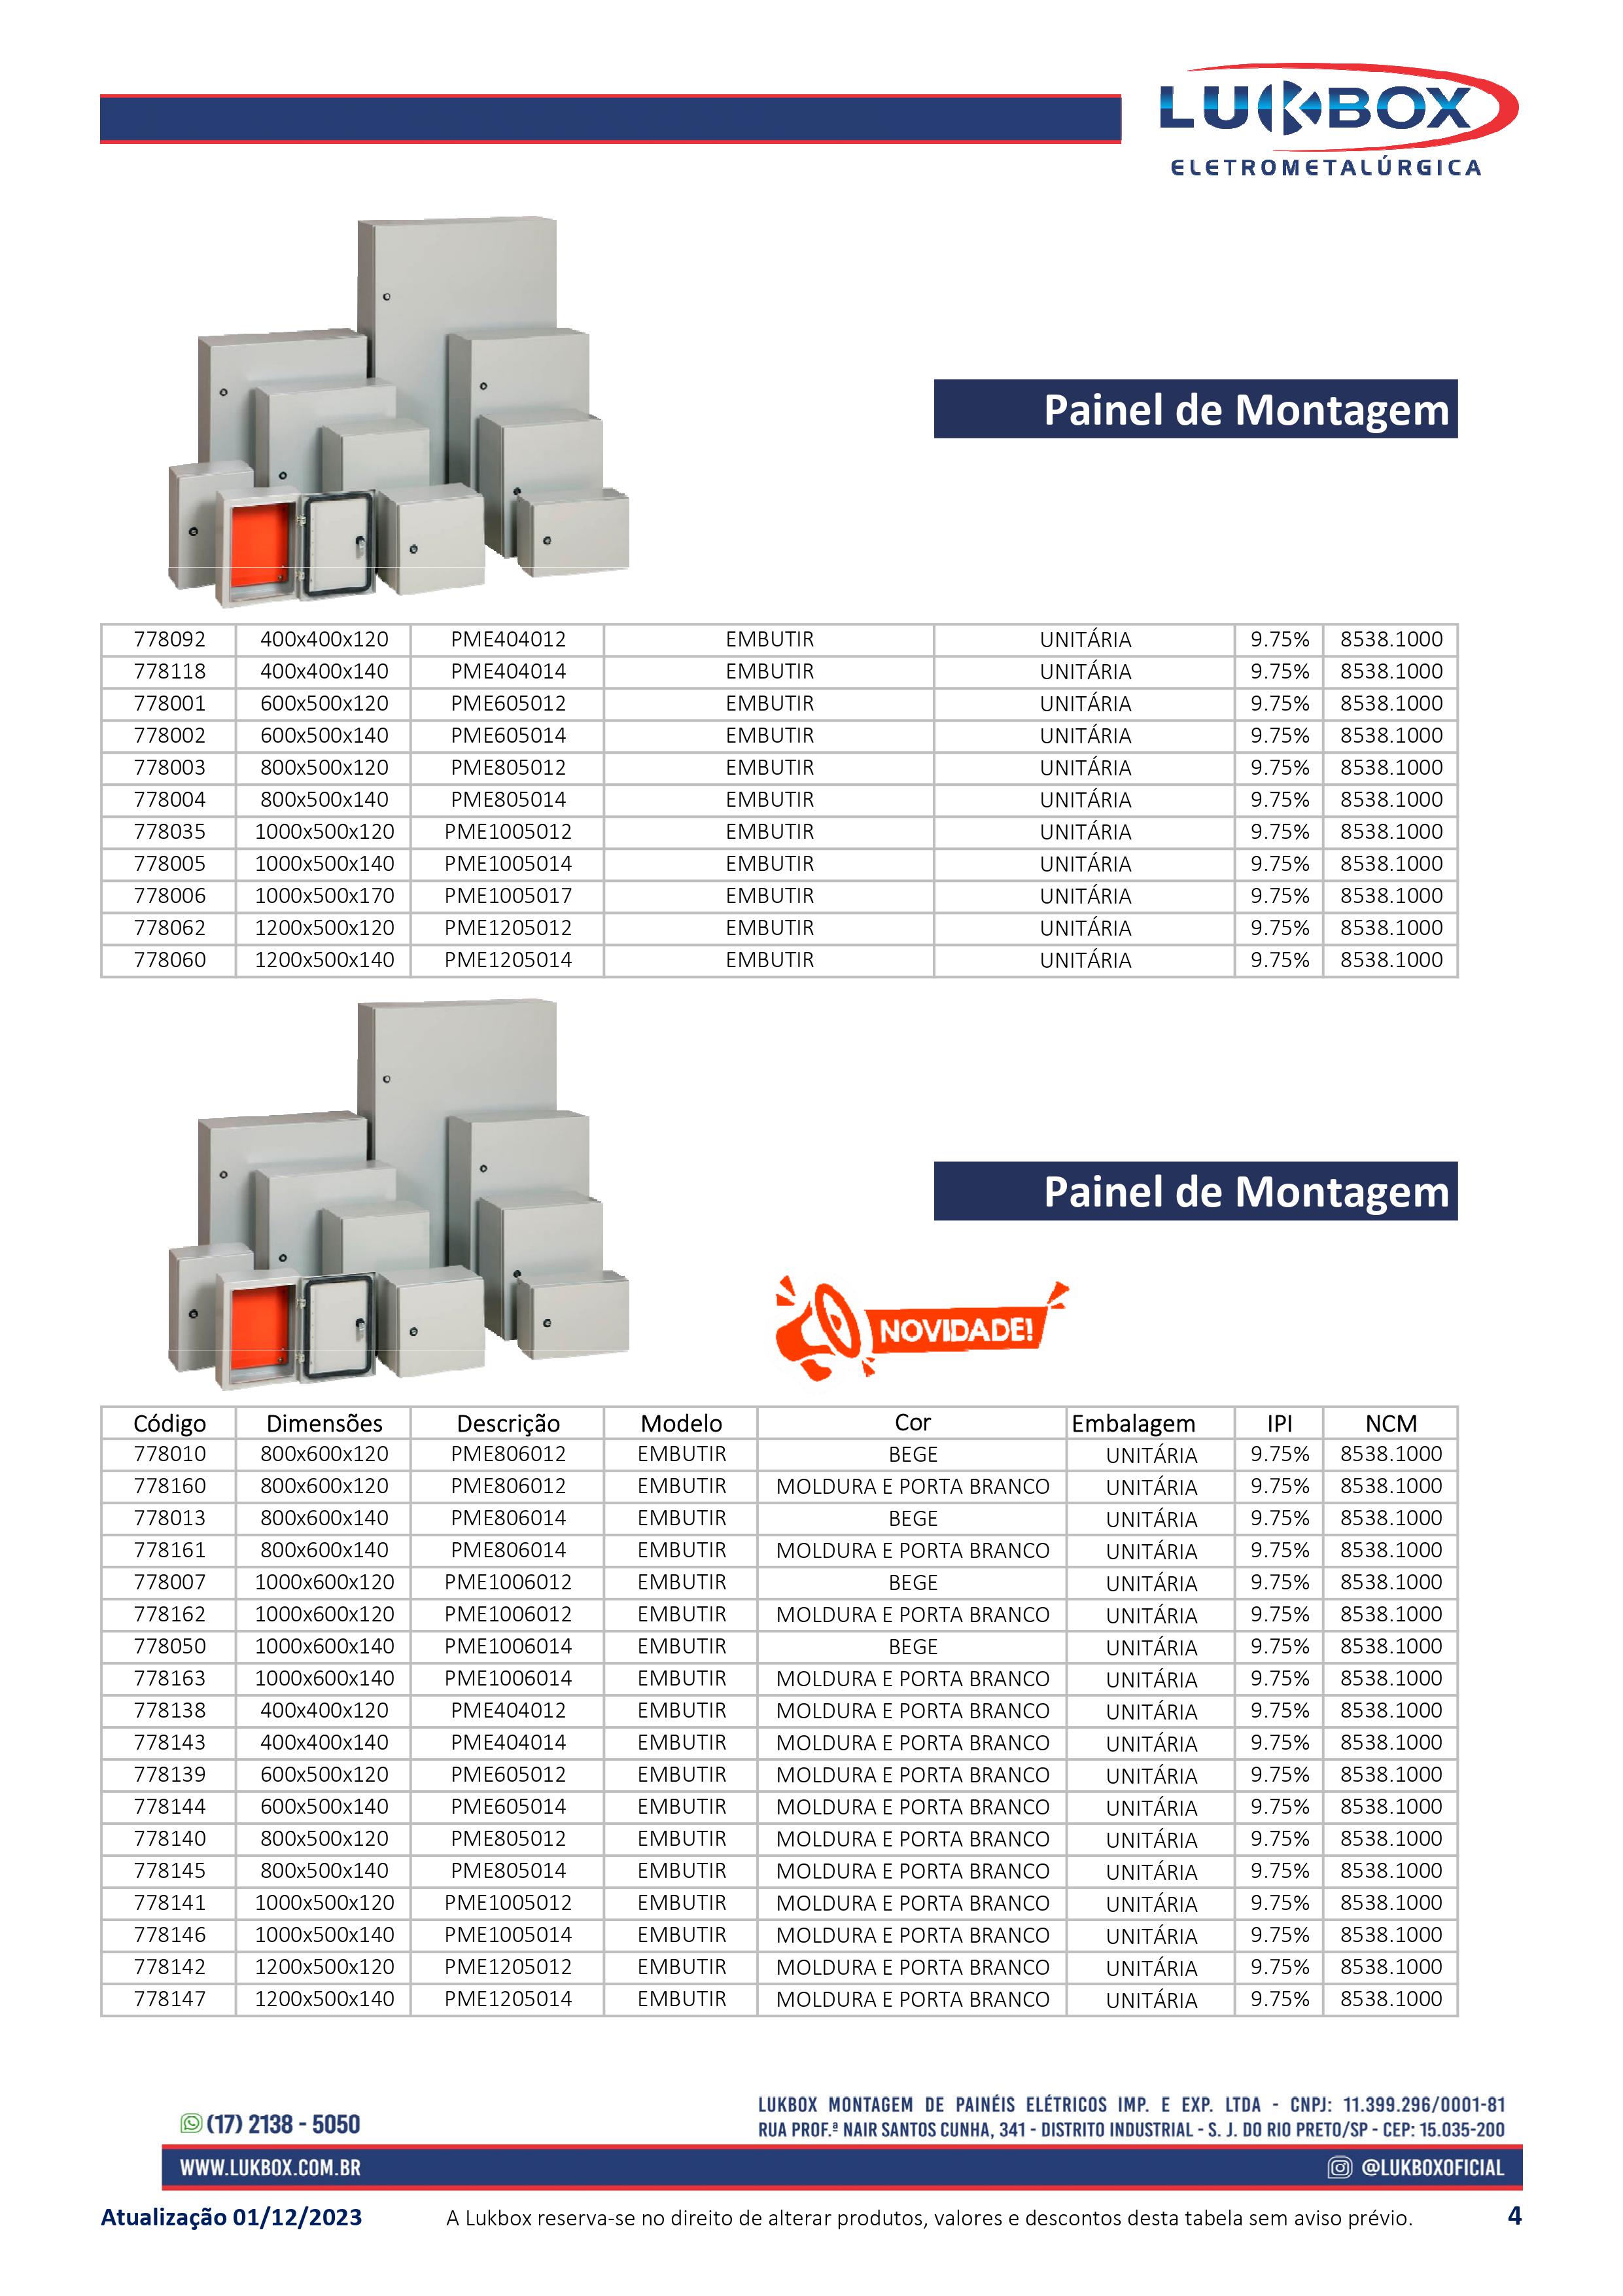 LUKBOX
ELETROMETALÚRGICA
Painel de Montagem
778092 400x400x120 PME404012 EMBUTIR UNITÁRIA 9.75% 8538.1000
778118 400x400x140 PME404014 EMBUTIR UNITÁRIA 9.75% 8538.1000
778001 600x500x120 PME605012 EMBUTIR UNITÁRIA 9.75% 8538.1000
778002 600x500x140 PME605014 EMBUTIR UNITÁRIA 9.75% 8538.1000
778003 800x500x120 PME805012 EMBUTIR UNITÁRIA 9.75% 8538.1000
778004 800x500x140 PME805014 EMBUTIR UNITÁRIA 9.75% 8538.1000
778035 1000x500x120 PME1005012 EMBUTIR UNITÁRIA 9.75% 8538.1000
778005 1000x500x140 PME1005014 EMBUTIR UNITÁRIA 9.75% 8538.1000
778006 1000x500x170 PME1005017 EMBUTIR UNITÁRIA 9.75% 8538.1000
778062 1200x500x120 PME1205012 EMBUTIR UNITÁRIA 9.75% 8538.1000
778060 1200x500x140 PME1205014 EMBUTIR UNITÁRIA 9.75% 8538.1000
Painel de Montagem
NOVIDADE!
Código Dimensões Descrição Modelo Cor Embalagem IPI NCM
778010 800x600x120 PME806012 EMBUTIR BEGE UNITÁRIA 9.75% 8538.1000
778160 800x600x120 PME806012 EMBUTIR MOLDURA E PORTA BRANCO UNITÁRIA 9.75% 8538.1000
778013 800x600x140 PME806014 EMBUTIR BEGE UNITÁRIA 9.75% 8538.1000
778161 800x600x140 PME806014 EMBUTIR MOLDURA E PORTA BRANCO UNITÁRIA 9.75% 8538.1000
778007 1000x600x120 PME1006012 EMBUTIR BEGE UNITÁRIA 9.75% 8538.1000
778162 1000x600x120 PME1006012 EMBUTIR MOLDURA E PORTA BRANCO UNITÁRIA 9.75% 8538.1000
778050 1000x600x140 PME1006014 EMBUTIR BEGE UNITÁRIA 9.75% 8538.1000
778163 1000x600x140 PME1006014 EMBUTIR MOLDURA E PORTA BRANCO UNITÁRIA 9.75% 8538.1000
778138 400x400x120 PME404012 EMBUTIR MOLDURA E PORTA BRANCO UNITÁRIA 9.75% 8538.1000
778143 400x400x140 PME404014 EMBUTIR MOLDURA E PORTA BRANCO UNITÁRIA 9.75% 8538.1000
778139 600x500x120 PME605012 EMBUTIR MOLDURA E PORTA BRANCO UNITÁRIA 9.75% 8538.1000
778144 600x500x140 PME605014 EMBUTIR MOLDURA E PORTA BRANCO UNITÁRIA 9.75% 8538.1000
778140 800x500x120 PME805012 EMBUTIR MOLDURA E PORTA BRANCO UNITÁRIA 9.75% 8538.1000
778145 800x500x140 PME805014 EMBUTIR MOLDURA E PORTA BRANCO UNITÁRIA 9.75% 8538.1000
778141 1000x500x120 PME1005012 EMBUTIR MOLDURA E PORTA BRANCO UNITÁRIA 9.75% 8538.1000
778146 1000x500x140 PME1005014 EMBUTIR MOLDURA E PORTA BRANCO UNITÁRIA 9.75% 8538.1000
778142 1200x500x120 PME1205012 EMBUTIR MOLDURA E PORTA BRANCO UNITÁRIA 9.75% 8538.1000
778147 1200x500x140 PME1205014 EMBUTIR MOLDURA E PORTA BRANCO UNITÁRIA 9.75% 8538.1000
LUKBOX MONTAGEM DE PAINÉIS ELÉTRICOS IMP. E EXP. LTDA - CNPJ: 11.399.296/0001-81
(17) 2138 - 5050 RUA PROF.ª NAIR SANTOS CUNHA, 341 - DISTRITO INDUSTRIAL - S. J. DO RIO PRETO/SP - CEP: 15.035-200
WWW.LUKBOX.COM.BR @LUKBOXOFICIAL
Atualização 01/12/2023 A Lukbox reserva-se no direito de alterar produtos, valores e descontos desta tabela sem aviso prévio. 4